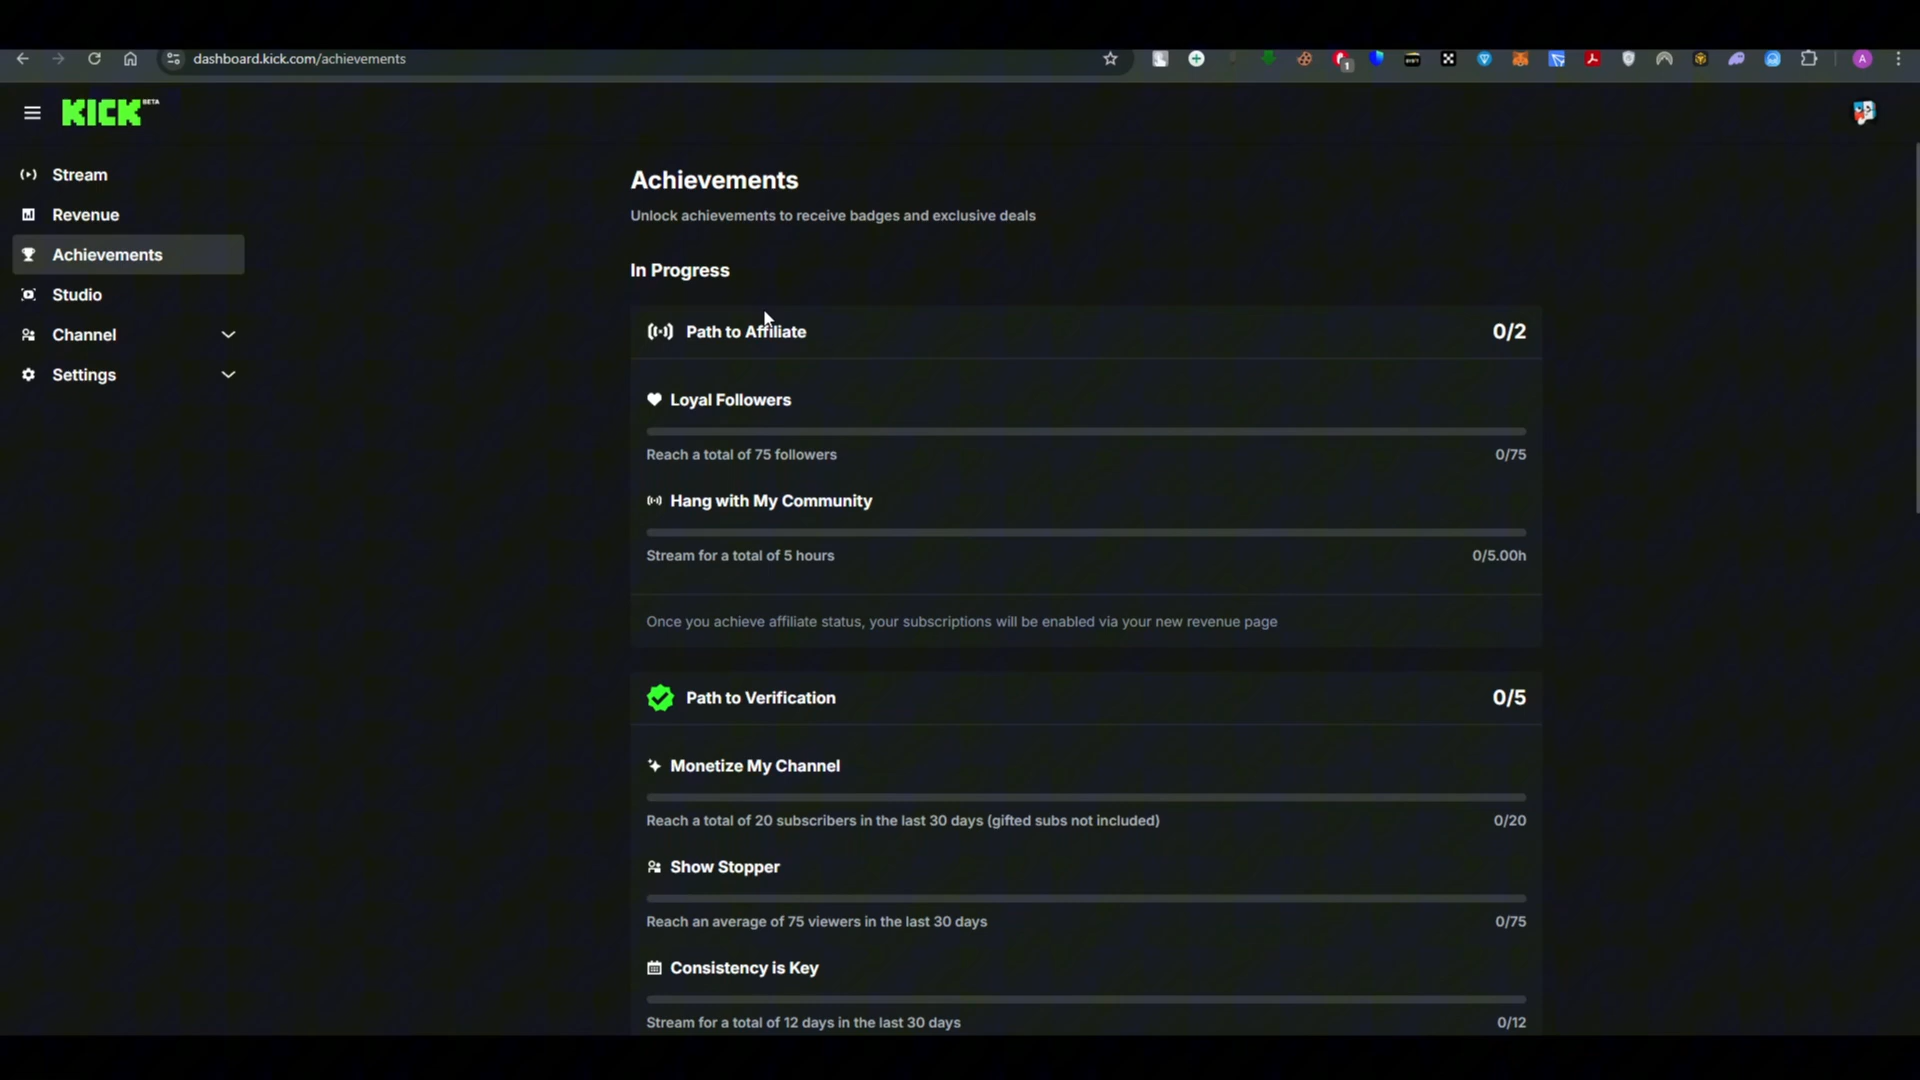 dashboard.kick.com/achievements
1
A
KICK BETA
Stream
Revenue
Achievements
Studio
Channel
Settings
Achievements
Unlock achievements to receive badges and exclusive deals
In Progress
Path to Affiliate 0/2
Loyal Followers
Reach a total of 75 followers 0/75
Hang with My Community
Stream for a total of 5 hours 0/5.00h
Once you achieve affiliate status, your subscriptions will be enabled via your new revenue page
Path to Verification 0/5
Monetize My Channel
Reach a total of 20 subscribers in the last 30 days (gifted subs not included) 0/20
Show Stopper
Reach an average of 75 viewers in the last 30 days 0/75
Consistency is Key
Stream for a total of 12 days in the last 30 days 0/12